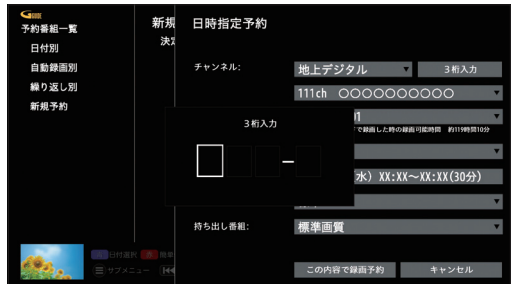 GGUIDE
予約番組一覧
日付別
自動録画別
繰り返し別
新規予約
新規
決定
日時指定予約
チャンネル:
地上デジタル
3桁入力
111ch ○○○○○○○○○○
01
で録画した時の録画可能時間 約119時間10分
3桁入力
水) XX:XX～XX:XX(30分)
持ち出し番組:
標準画質
日付選択 赤 簡単
サブメニュー
この内容で録画予約
キャンセル